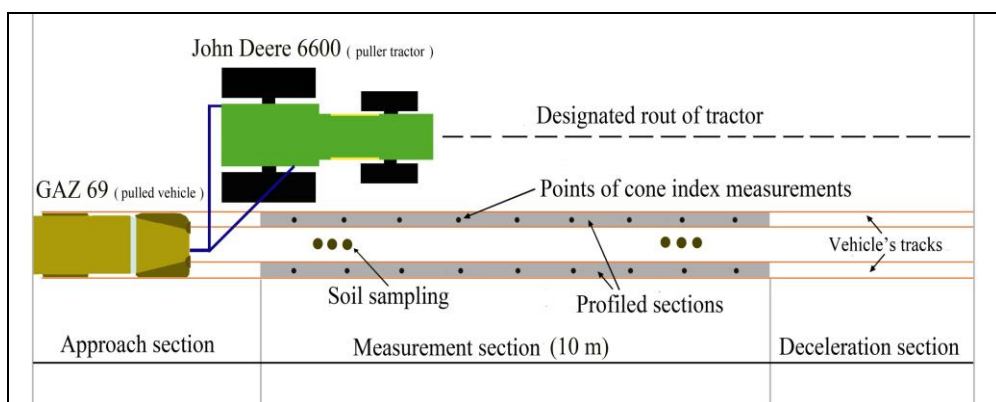 John Deere 6600 ( puller tractor )
Designated rout of tractor
GAZ 69 ( pulled vehicle )
Points of cone index measurements
Vehicle's tracks
Soil sampling
Profiled sections
Approach section
Measurement section (10 m)
Deceleration section